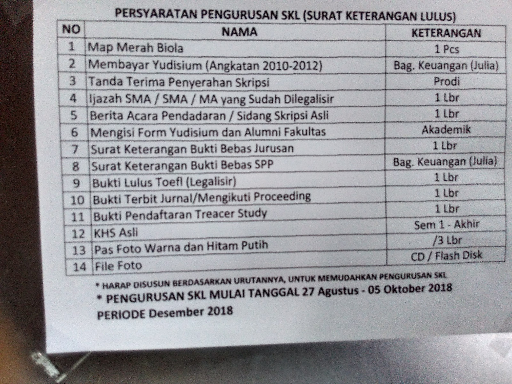 PERSYARATAN PENGURUSAN SKL (SURAT KETERANGAN LULUS)
NO NAMA KETERANGAN
1 Map Merah Biola 1 Pcs
2 Membayar Yudisium (Angkatan 2010-2012) Bag. Keuangan (Julia)
3 Tanda Terima Penyerahan Skripsi Prodi
4 Ijazah SMA / SMA / MA yang Sudah Dilegalisir 1 Lbr
5 Berita Acara Pendadaran / Sidang Skripsi Asli 1 Lbr
6 Mengisi Form Yudisium dan Alumni Fakultas Akademik
7 Surat Keterangan Bukti Bebas Jurusan 1 Lbr
8 Surat Keterangan Bukti Bebas SPP Bag. Keuangan (Julia)
9 Bukti Lulus Toefl (Legalisir) 1 Lbr
10 Bukti Terbit Jurnal/Mengikuti Proceeding 1 Lbr
11 Bukti Pendaftaran Treacer Study 1 Lbr
12 KHS Asli Sem 1 - Akhir
13 Pas Foto Warna dan Hitam Putih /3 Lbr
14 File Foto CD / Flash Disk
* HARAP DISUSUN BERDASARKAN URUTANNYA, UNTUK MEMUDAHKAN PENGURUSAN SKL
* PENGURUSAN SKL MULAI TANGGAL 27 Agustus - 05 Oktober 2018
PERIODE Desember 2018